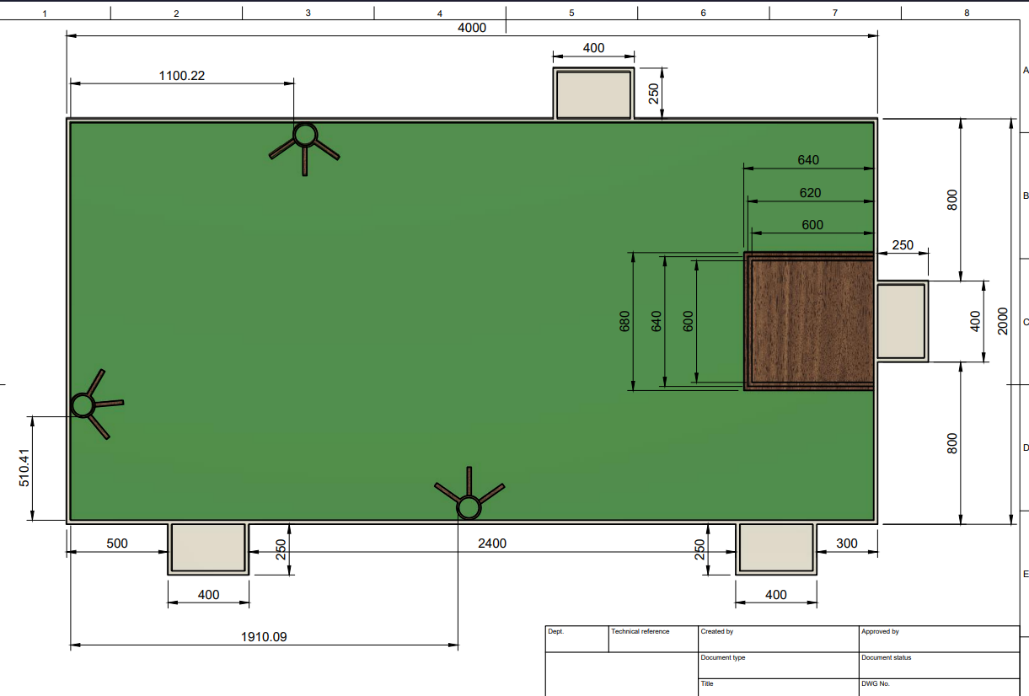 1 2 3 4 5 6 7 8
4000
400
1100.22
250
A
640
800
620
B
600
250
680
640
600
400
2000
C
510.41
800
D
500
250
2400
250
300
400
400
E
1910.09
Dept. Technical reference Created by Approved by
Document type Document status
Title DWG No.